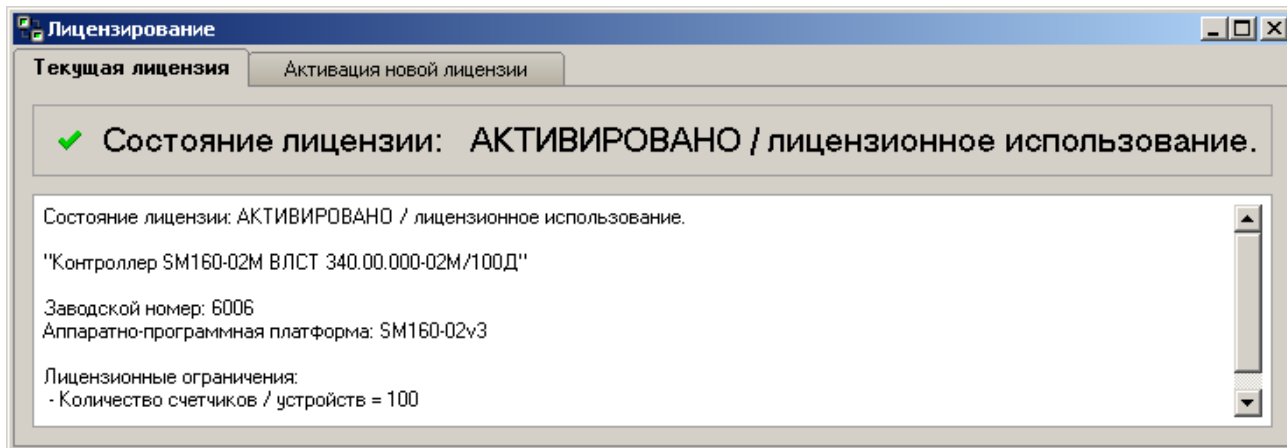 Лицензирование
Текущая лицензия
Активация новой лицензии
Состояние лицензии: АКТИВИРОВАНО / лицензионное использование.
Состояние лицензии: АКТИВИРОВАНО / лицензионное использование.
"Контроллер SM160-02M ВЛСТ 340.00.000-02М/100Д"
Заводской номер: 6006
Аппаратно-программная платформа: SM160-02v3
Лицензионные ограничения:
- Количество счетчиков / устройств = 100